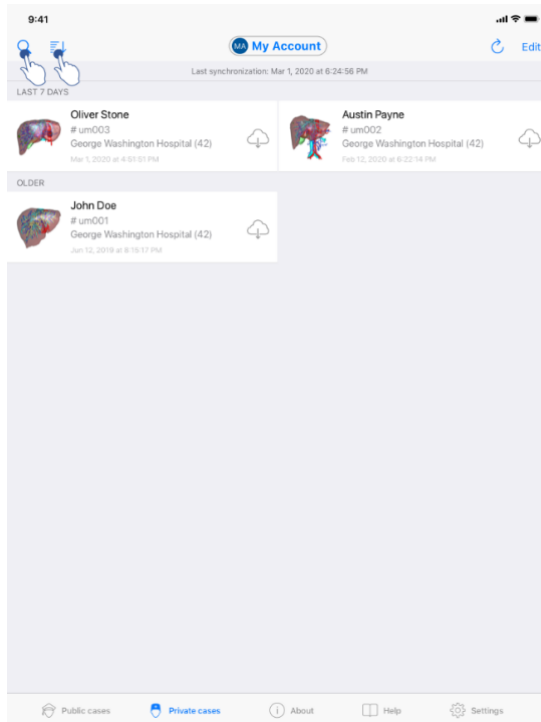 9:41
MA My Account
Edit
Last synchronization: Mar 1, 2020 at 6:24:56 PM
LAST 7 DAYS
Oliver Stone
# um003
George Washington Hospital (42)
Mar 1, 2020 at 4:51:51 PM
Austin Payne
# um002
George Washington Hospital (42)
Feb 12, 2020 at 6:22:14 PM
OLDER
John Doe
# um001
George Washington Hospital (42)
Jun 12, 2019 at 8:15:17 PM
Public cases
Private cases
About
Help
Settings